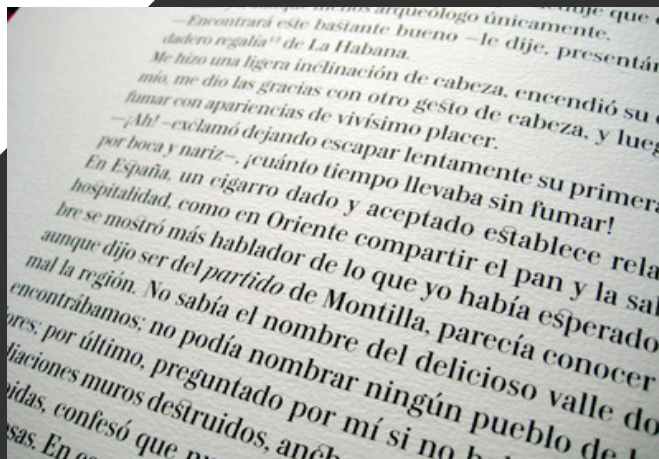 menos arqueólogo únicamente.
—Encontrará este bastante bueno —le dije, presentán
dadero regalía¹² de La Habana.
Me hizo una ligera inclinación de cabeza, encendió su
mío, me dio las gracias con otro gesto de cabeza, y lueg
fumar con apariencias de vivísimo placer.
—¡Ah! —exclamó dejando escapar lentamente su primera
por boca y nariz—, ¡cuánto tiempo llevaba sin fumar!
En España, un cigarro dado y aceptado establece rela
hospitalidad, como en Oriente compartir el pan y la sal
bre se mostró más hablador de lo que yo había esperado
aunque dijo ser del partido de Montilla, parecía conocer
mal la región. No sabía el nombre del delicioso valle do
encontrábamos; no podía nombrar ningún pueblo de
ores; por último, preguntado por mí si no
diaciones muros destruidos,
idas, confesó que
sas. En